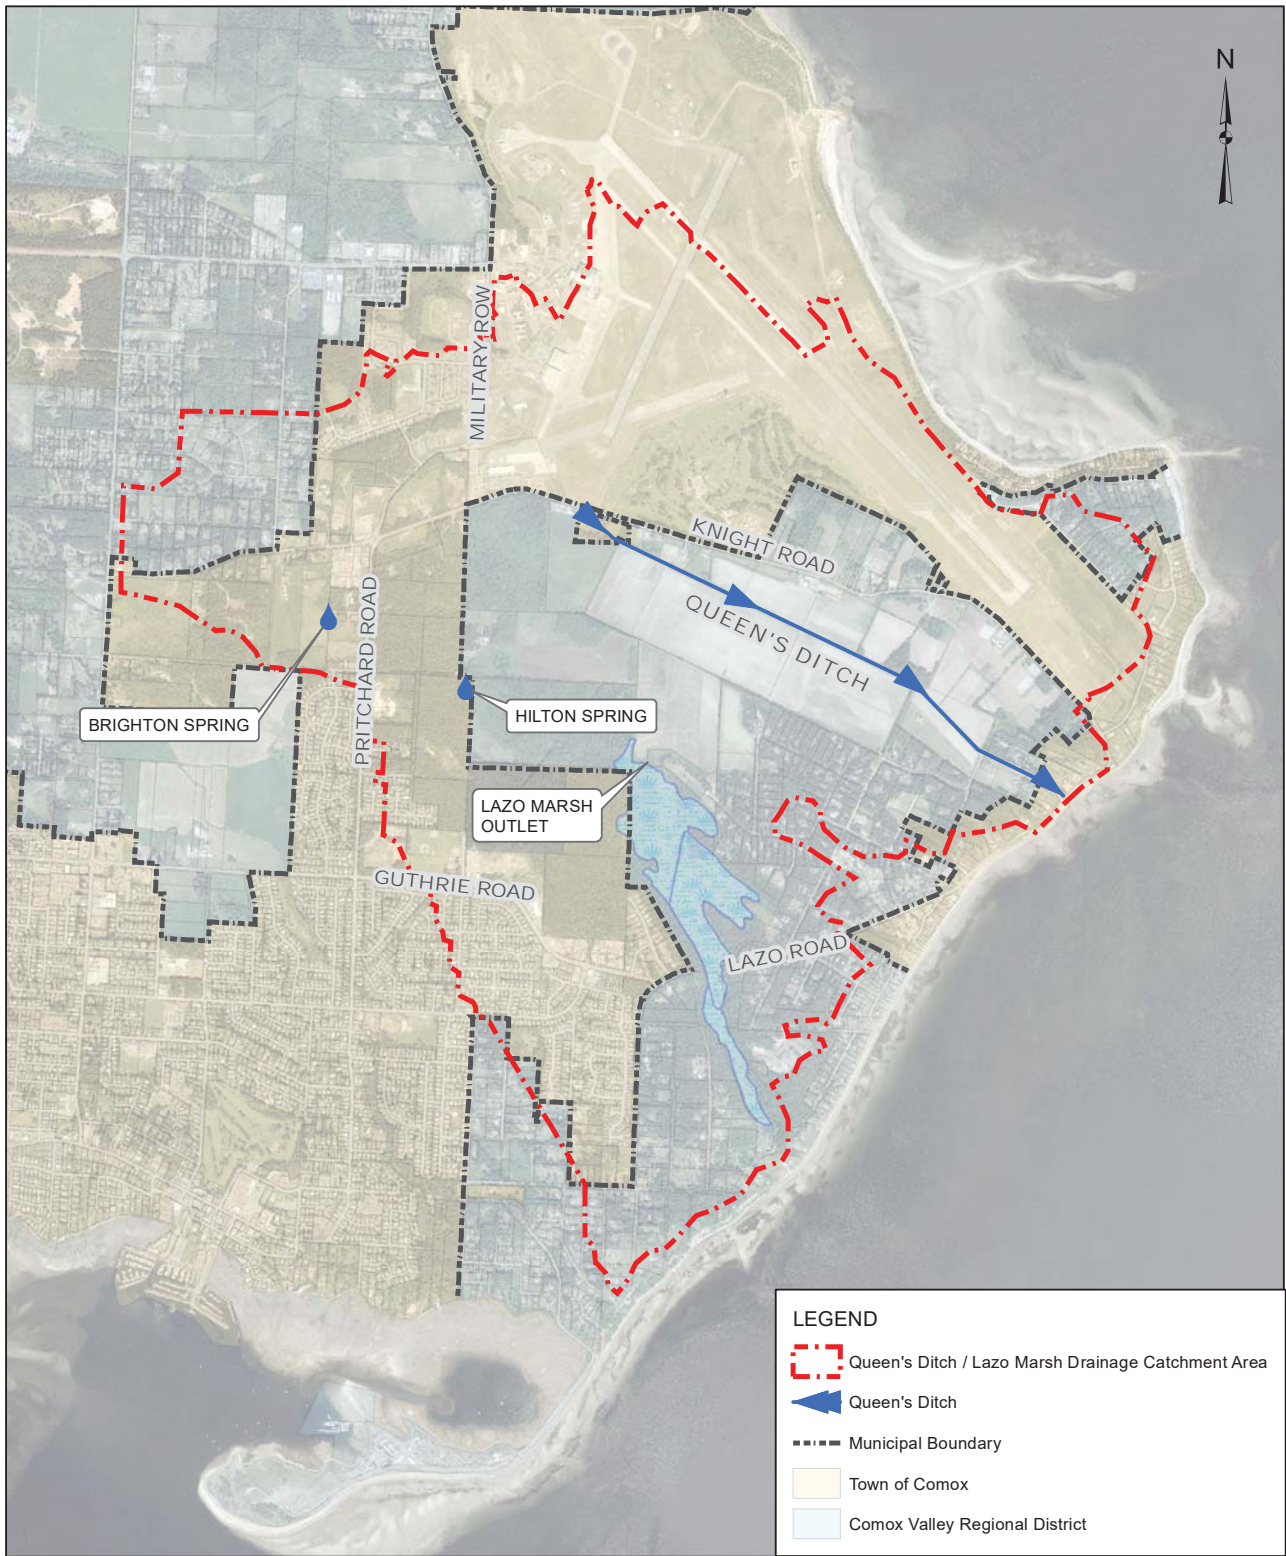 N
MILITARY ROW
KNIGHT ROAD
QUEEN'S DITCH
PRITCHARD ROAD
BRIGHTON SPRING
HILTON SPRING
LAZO MARSH
OUTLET
GUTHRIE ROAD
LAZO ROAD
LEGEND
Queen's Ditch / Lazo Marsh Drainage Catchment Area
Queen's Ditch
Municipal Boundary
Town of Comox
Comox Valley Regional District